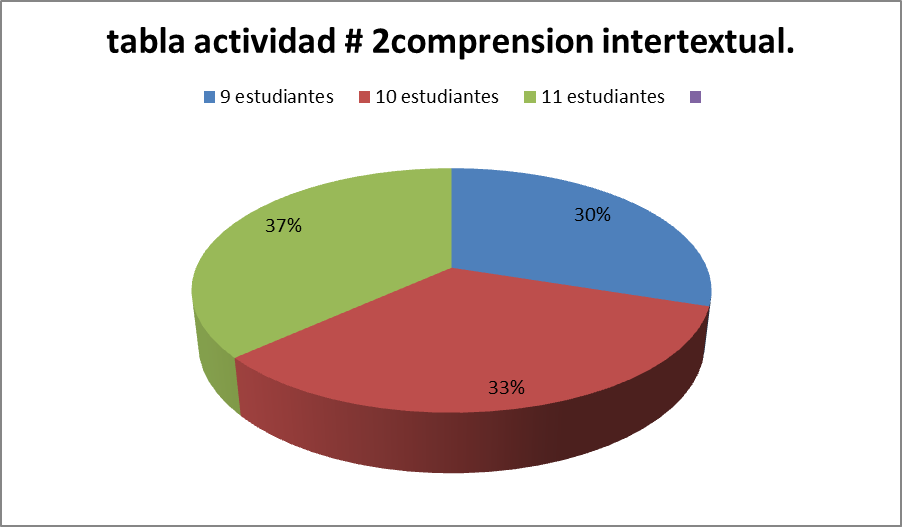 tabla actividad # 2comprension intertextual.
9 estudiantes 10 estudiantes 11 estudiantes
37%
30%
33%